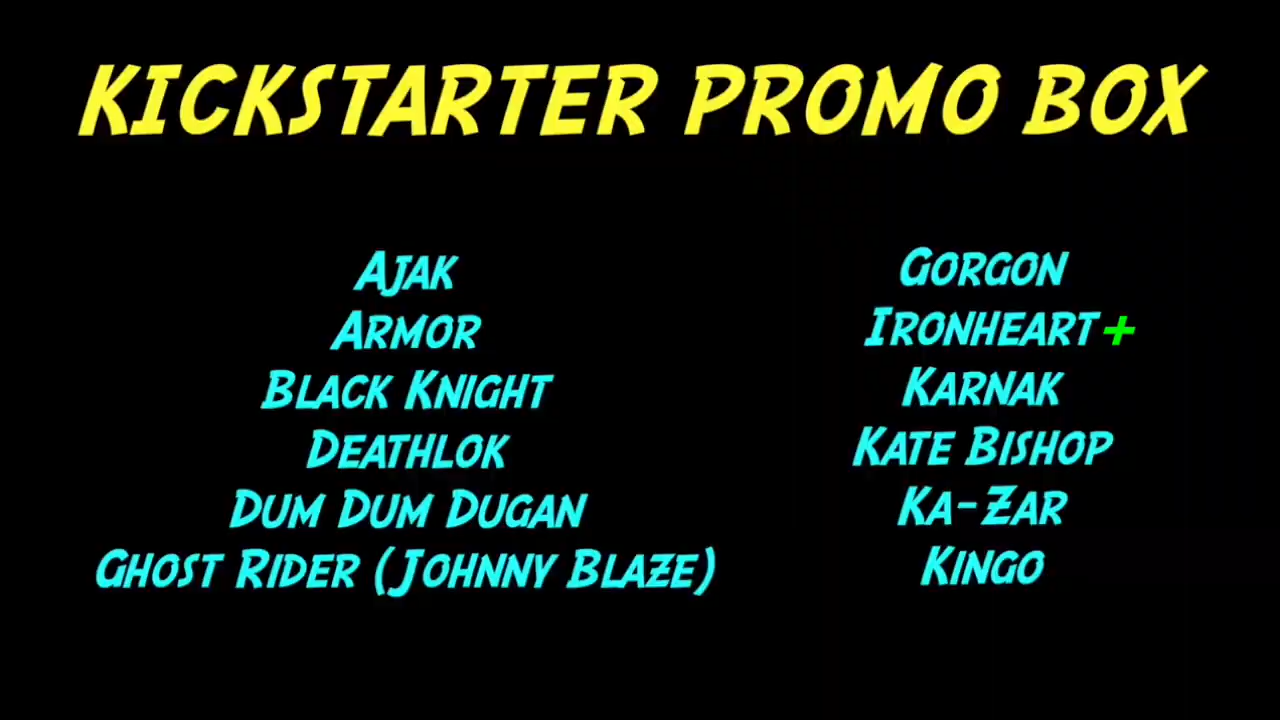 KICKSTARTER PROMO BOX
AJAK
ARMOR
BLACK KNIGHT
DEATHLOK
DUM DUM DUGAN
GHOST RIDER (JOHNNY BLAZE)
GORGON
IRONHEART+
KARNAK
KATE BISHOP
KA-ZAR
KINGO